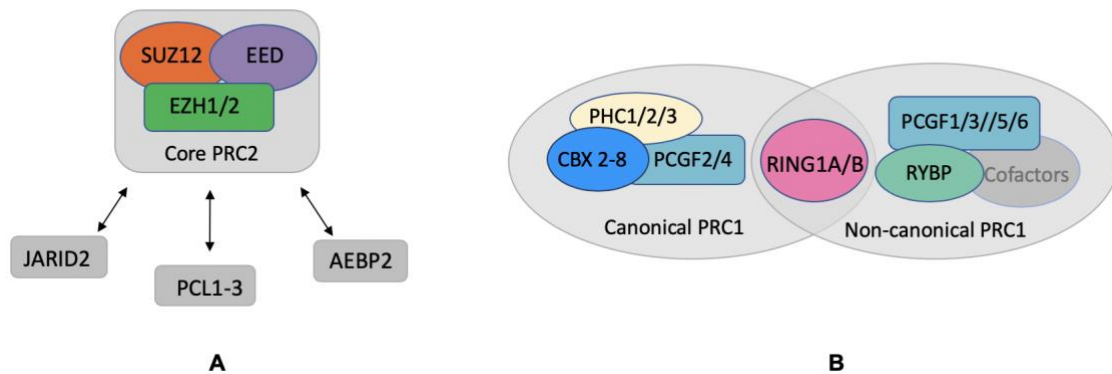 SUZ12
EED
EZH1/2
Core PRC2
JARID2
PCL1-3
AEBP2
A
PHC1/2/3
CBX 2-8
PCGF2/4
RING1A/B
PCGF1/3//5/6
RYBP
Cofactors
Canonical PRC1
Non-canonical PRC1
B